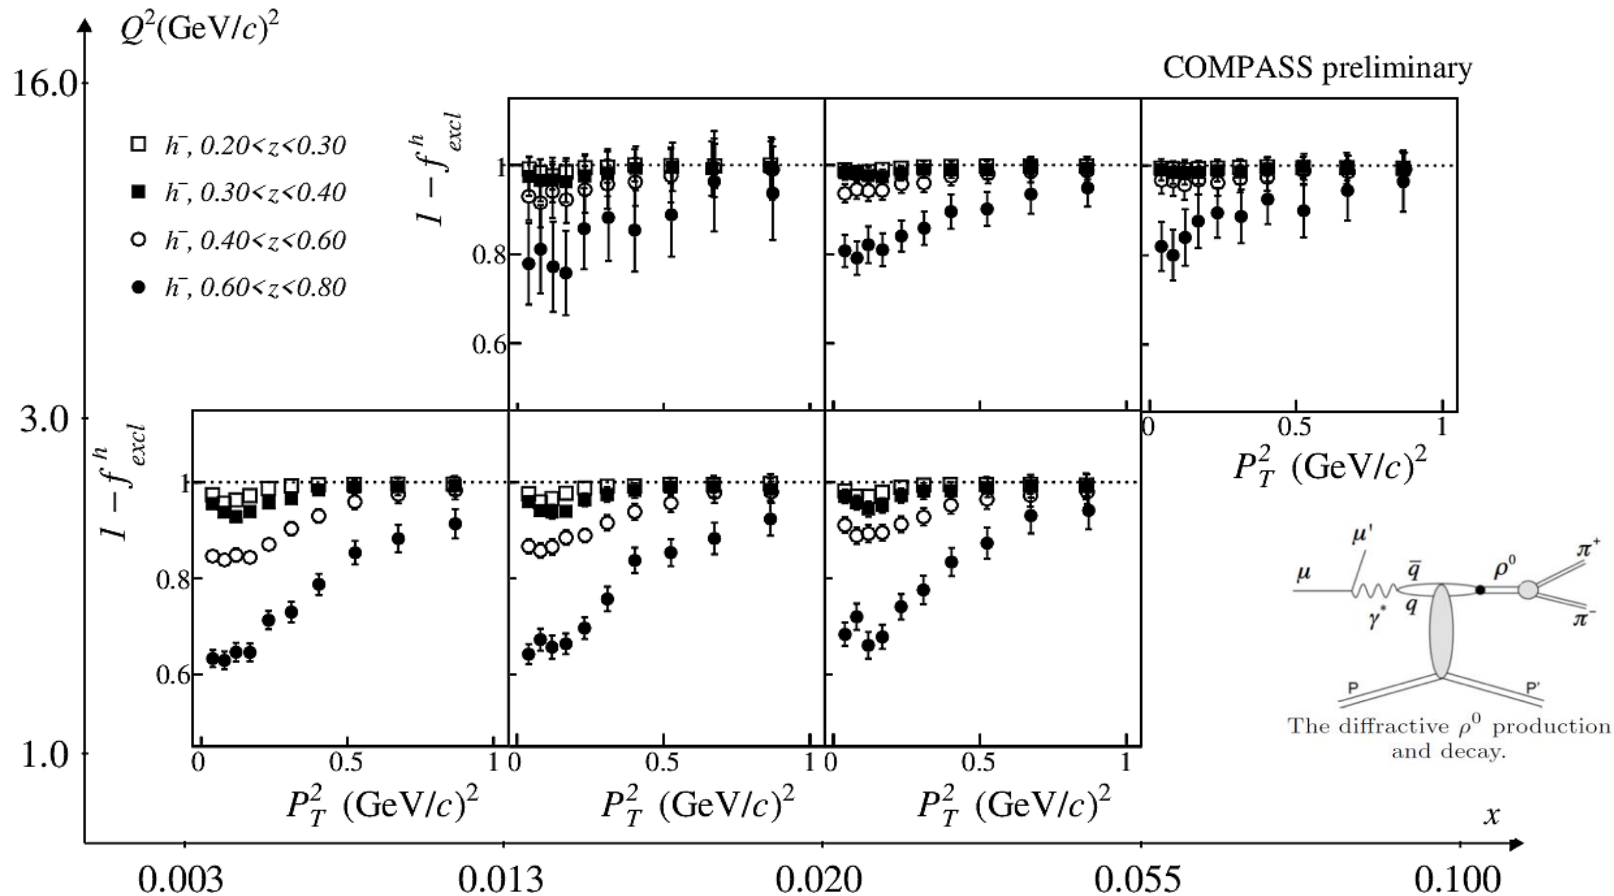 Q²(GeV/c)²
16.0
COMPASS preliminary
h⁻, 0.20<z<0.30
h⁻, 0.30<z<0.40
h⁻, 0.40<z<0.60
h⁻, 0.60<z<0.80
1 − f^h_excl
1
0.8
0.6
3.0
0 0.5 1
P_T² (GeV/c)²
1 − f^h_excl
1
0.8
0.6
1.0
0 0.5 1 0 0.5 1 0 0.5 1
P_T² (GeV/c)² P_T² (GeV/c)² P_T² (GeV/c)²
μ μ' γ* q̄ q ρ⁰ π⁺ π⁻
P P'
The diffractive ρ⁰ production
and decay.
x
0.003 0.013 0.020 0.055 0.100